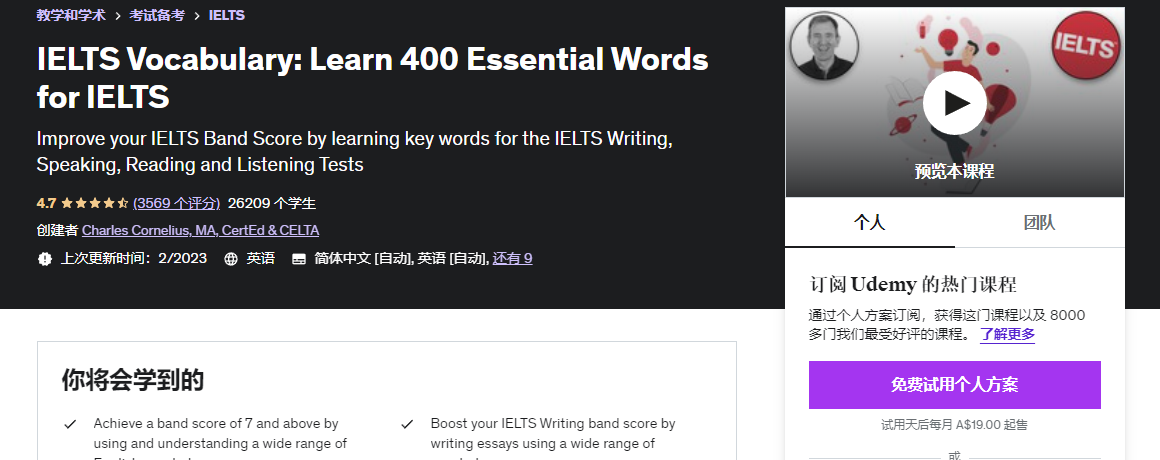 教学和学术 > 考试备考 > IELTS
IELTS Vocabulary: Learn 400 Essential Words
for IELTS
Improve your IELTS Band Score by learning key words for the IELTS Writing,
Speaking, Reading and Listening Tests
4.7 (3569 个评分) 26209 个学生
创建者 Charles Cornelius, MA, CertEd & CELTA
上次更新时间：2/2023 英语 简体中文 [自动], 英语 [自动], 还有 9
你将会学到的
Achieve a band score of 7 and above by
using and understanding a wide range of
Boost your IELTS Writing band score by
writing essays using a wide range of
IELTS
预览本课程
个人 团队
订阅 Udemy 的热门课程
通过个人方案订阅，获得这门课程以及 8000
多门我们最受好评的课程。 了解更多
免费试用个人方案
试用天后每月 A$19.00 起售
或